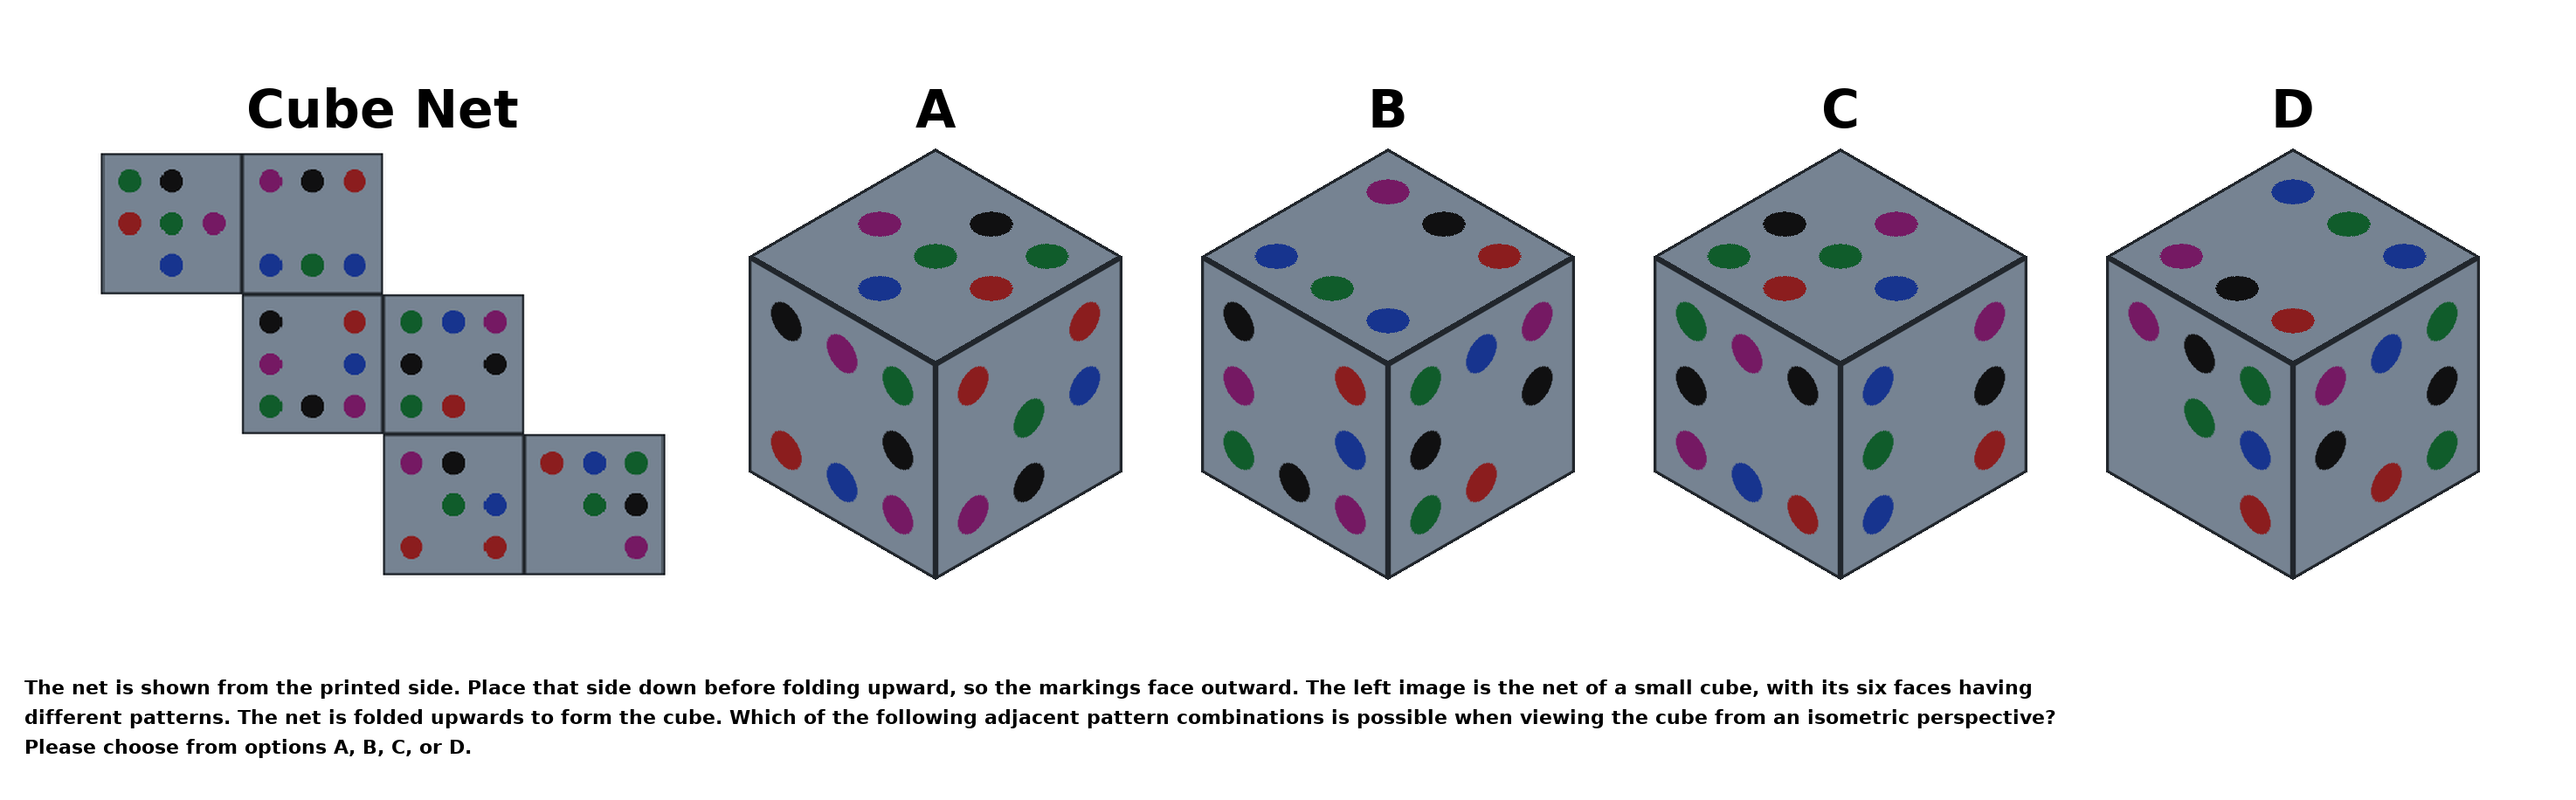 Cube Net
A
B
C
D
The net is shown from the printed side. Place that side down before folding upward, so the markings face outward. The left image is the net of a small cube, with its six faces having
different patterns. The net is folded upwards to form the cube. Which of the following adjacent pattern combinations is possible when viewing the cube from an isometric perspective?
Please choose from options A, B, C, or D.